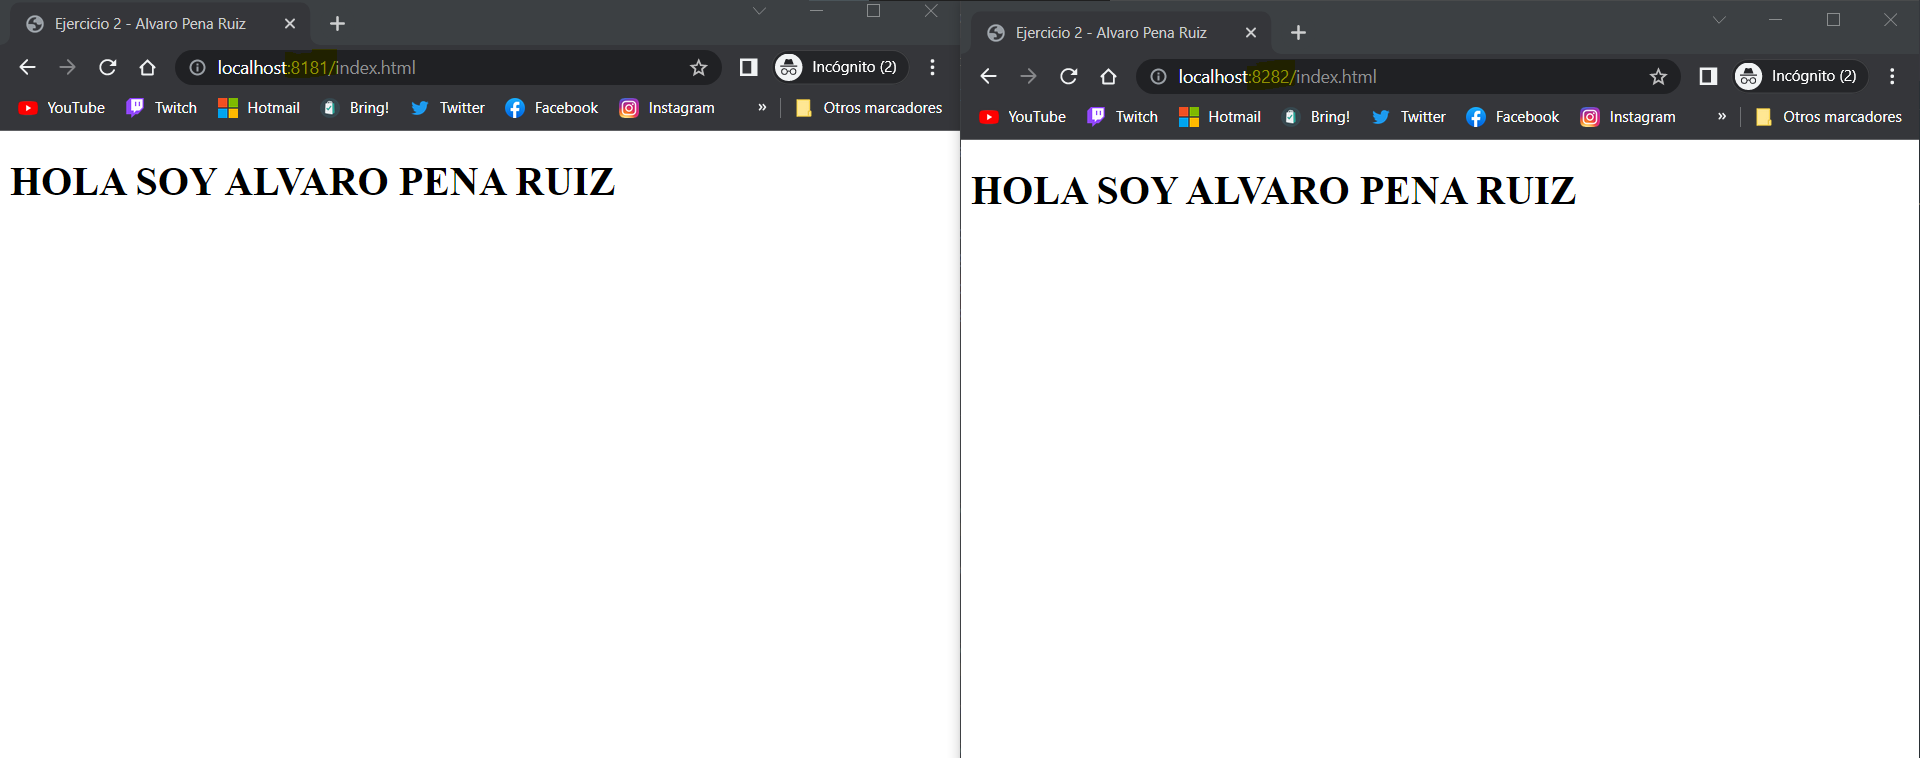 Ejercicio 2 - Alvaro Pena Ruiz
localhost:8181/index.html
Incógnito (2)
YouTube Twitch Hotmail Bring! Twitter Facebook Instagram » Otros marcadores
HOLA SOY ALVARO PENA RUIZ
Ejercicio 2 - Alvaro Pena Ruiz
localhost:8282/index.html
Incógnito (2)
YouTube Twitch Hotmail Bring! Twitter Facebook Instagram » Otros marcadores
HOLA SOY ALVARO PENA RUIZ